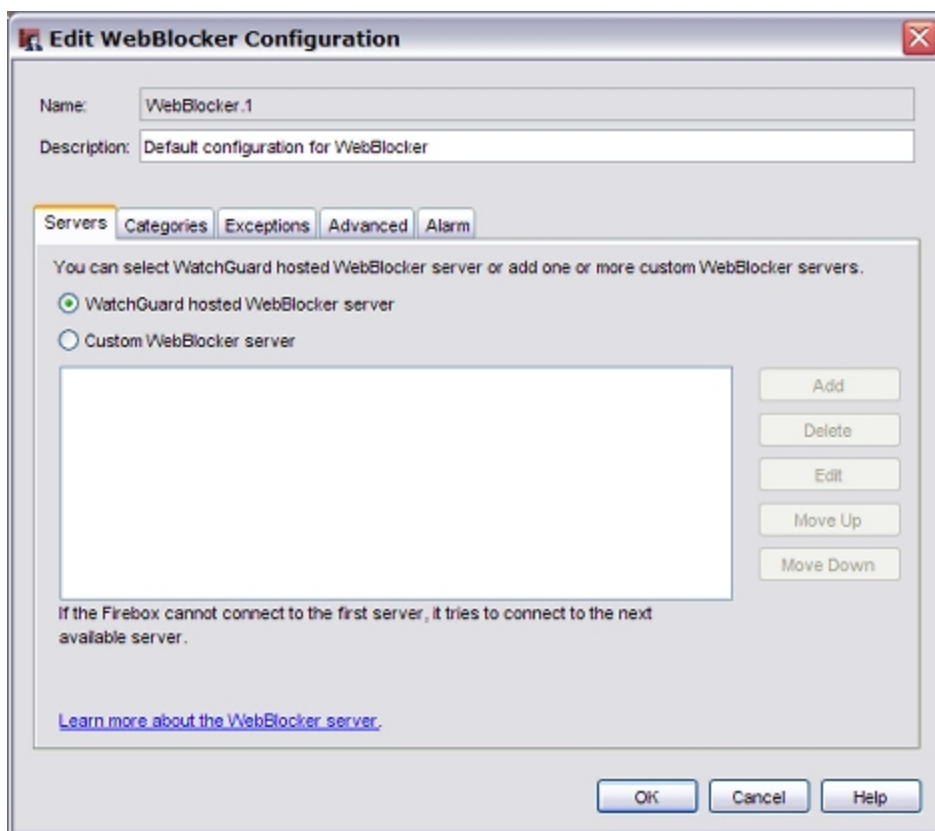 Edit WebBlocker Configuration
Name: WebBlocker.1
Description: Default configuration for WebBlocker
Servers Categories Exceptions Advanced Alarm
You can select WatchGuard hosted WebBlocker server or add one or more custom WebBlocker servers.
WatchGuard hosted WebBlocker server
Custom WebBlocker server
Add
Delete
Edit
Move Up
Move Down
If the Firebox cannot connect to the first server, it tries to connect to the next
available server.
Learn more about the WebBlocker server.
OK Cancel Help